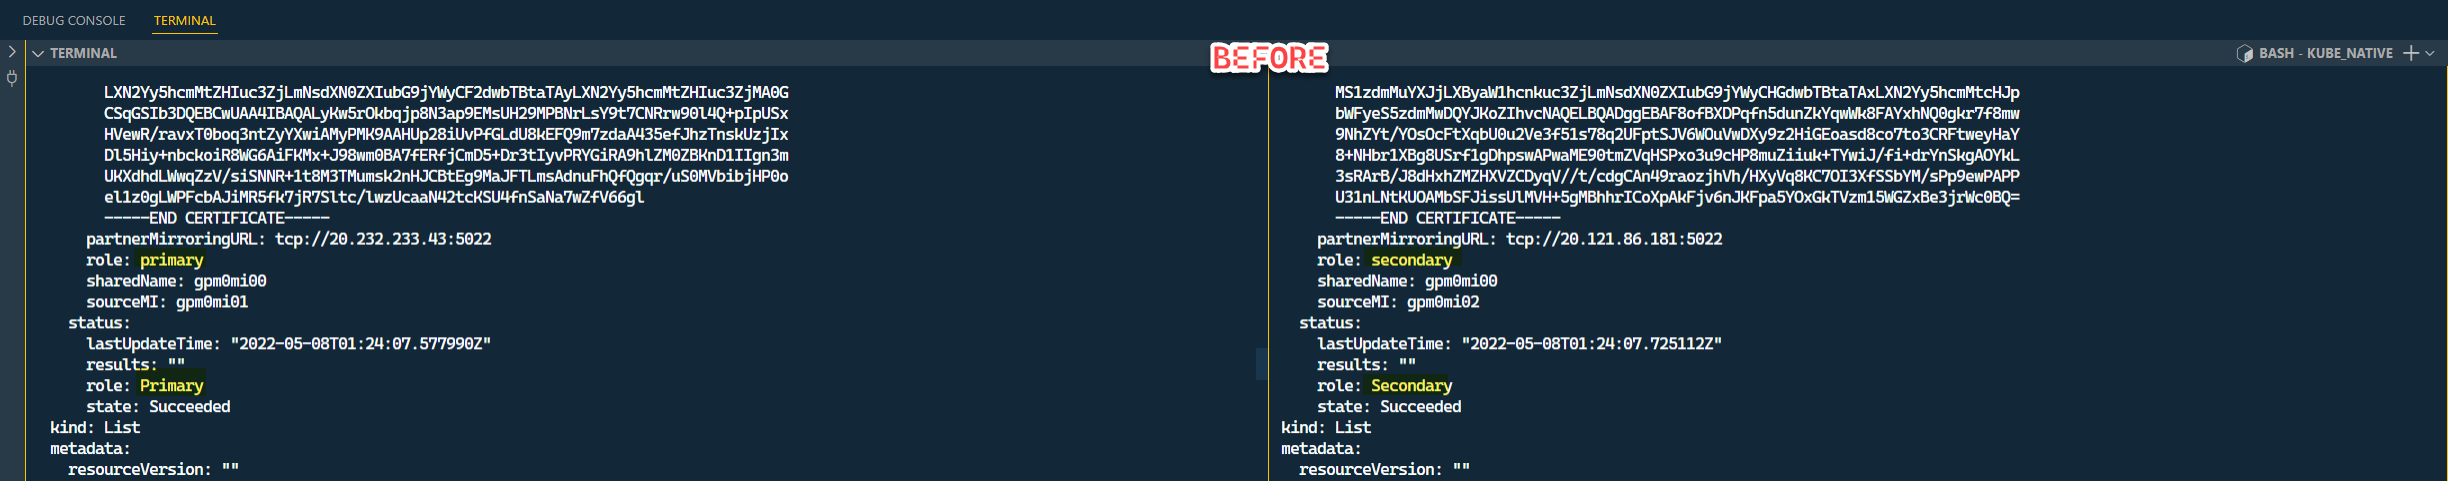 DEBUG CONSOLE
TERMINAL
TERMINAL
BEFORE
BASH - KUBE_NATIVE
LXN2Yy5hcmMtZHIuc3ZjLmNsdXN0ZXIubG9jYWyCF2dwbTBtaTAyLXN2Yy5hcmMtZHIuc3ZjMA0G
CSqGSIb3DQEBCwUAA4IBAQALyKw5rOkbqjp8N3ap9EMsUH29MPBNrLsY9t7CNRrw90l4Q+pIpUSx
HVewR/ravxT0boq3ntZyYXwiAMyPMK9AAHUp28iUvPfGLdU8kEFQ9m7zdaA435efJhzTnskUzjIx
Dl5Hiy+nbckoiR8WG6AiFKMx+J98wm0BA7fERfjCmD5+Dr3tIyvPRYGiRA9hlZM0ZBKnD1IIgn3m
UKXdhdLWwqZzV/siSNNR+1t8M3TMumsk2nHJCBtEg9MaJFTLmsAdnuFhQfQgqr/uS0MVbibjHP0o
el1z0gLWPFcbAJiMR5fk7jR7Sltc/lwzUcaaN42tcKSU4fnSaNa7wZfV66gl
-----END CERTIFICATE-----
partnerMirroringURL: tcp://20.232.233.43:5022
role: primary
sharedName: gpm0mi00
sourceMI: gpm0mi01
status:
lastUpdateTime: "2022-05-08T01:24:07.577990Z"
results: ""
role: Primary
state: Succeeded
kind: List
metadata:
resourceVersion: ""
MS1zdmMuYXJjLXByaW1hcnkuc3ZjLmNsdXN0ZXIubG9jYWyCHGdwbTBtaTAxLXN2Yy5hcmMtcHJp
bWFyeS5zdmMwDQYJKoZIhvcNAQELBQADggEBAF8ofBXDPqfn5dunZkYqwWk8FAYxhNQ0gkr7f8mw
9NhZYt/YOsOcFtXqbU0u2Ve3f51s78q2UFptSJV6WOuVwDXy9z2HiGEoasd8co7to3CRFtweyHaY
8+NHbr1XBg8USrf1gDhpswAPwaME90tmZVqHSPxo3u9cHP8muZiiuk+TYwiJ/fi+drYnSkgAOYkL
3sRArB/J8dHxhZMZHXVZCDyqV//t/cdgCAn49raozjhVh/HXyVq8KC7OI3XfSSbYM/sPp9ewPAPP
U31nLNtKUOAMbSFJissUlMVH+5gMBhhrICoXpAkFjv6nJKFpa5YOxGkTVzm15WGZxBe3jrWc0BQ=
-----END CERTIFICATE-----
partnerMirroringURL: tcp://20.121.86.181:5022
role: secondary
sharedName: gpm0mi00
sourceMI: gpm0mi02
status:
lastUpdateTime: "2022-05-08T01:24:07.725112Z"
results: ""
role: Secondary
state: Succeeded
kind: List
metadata:
resourceVersion: ""